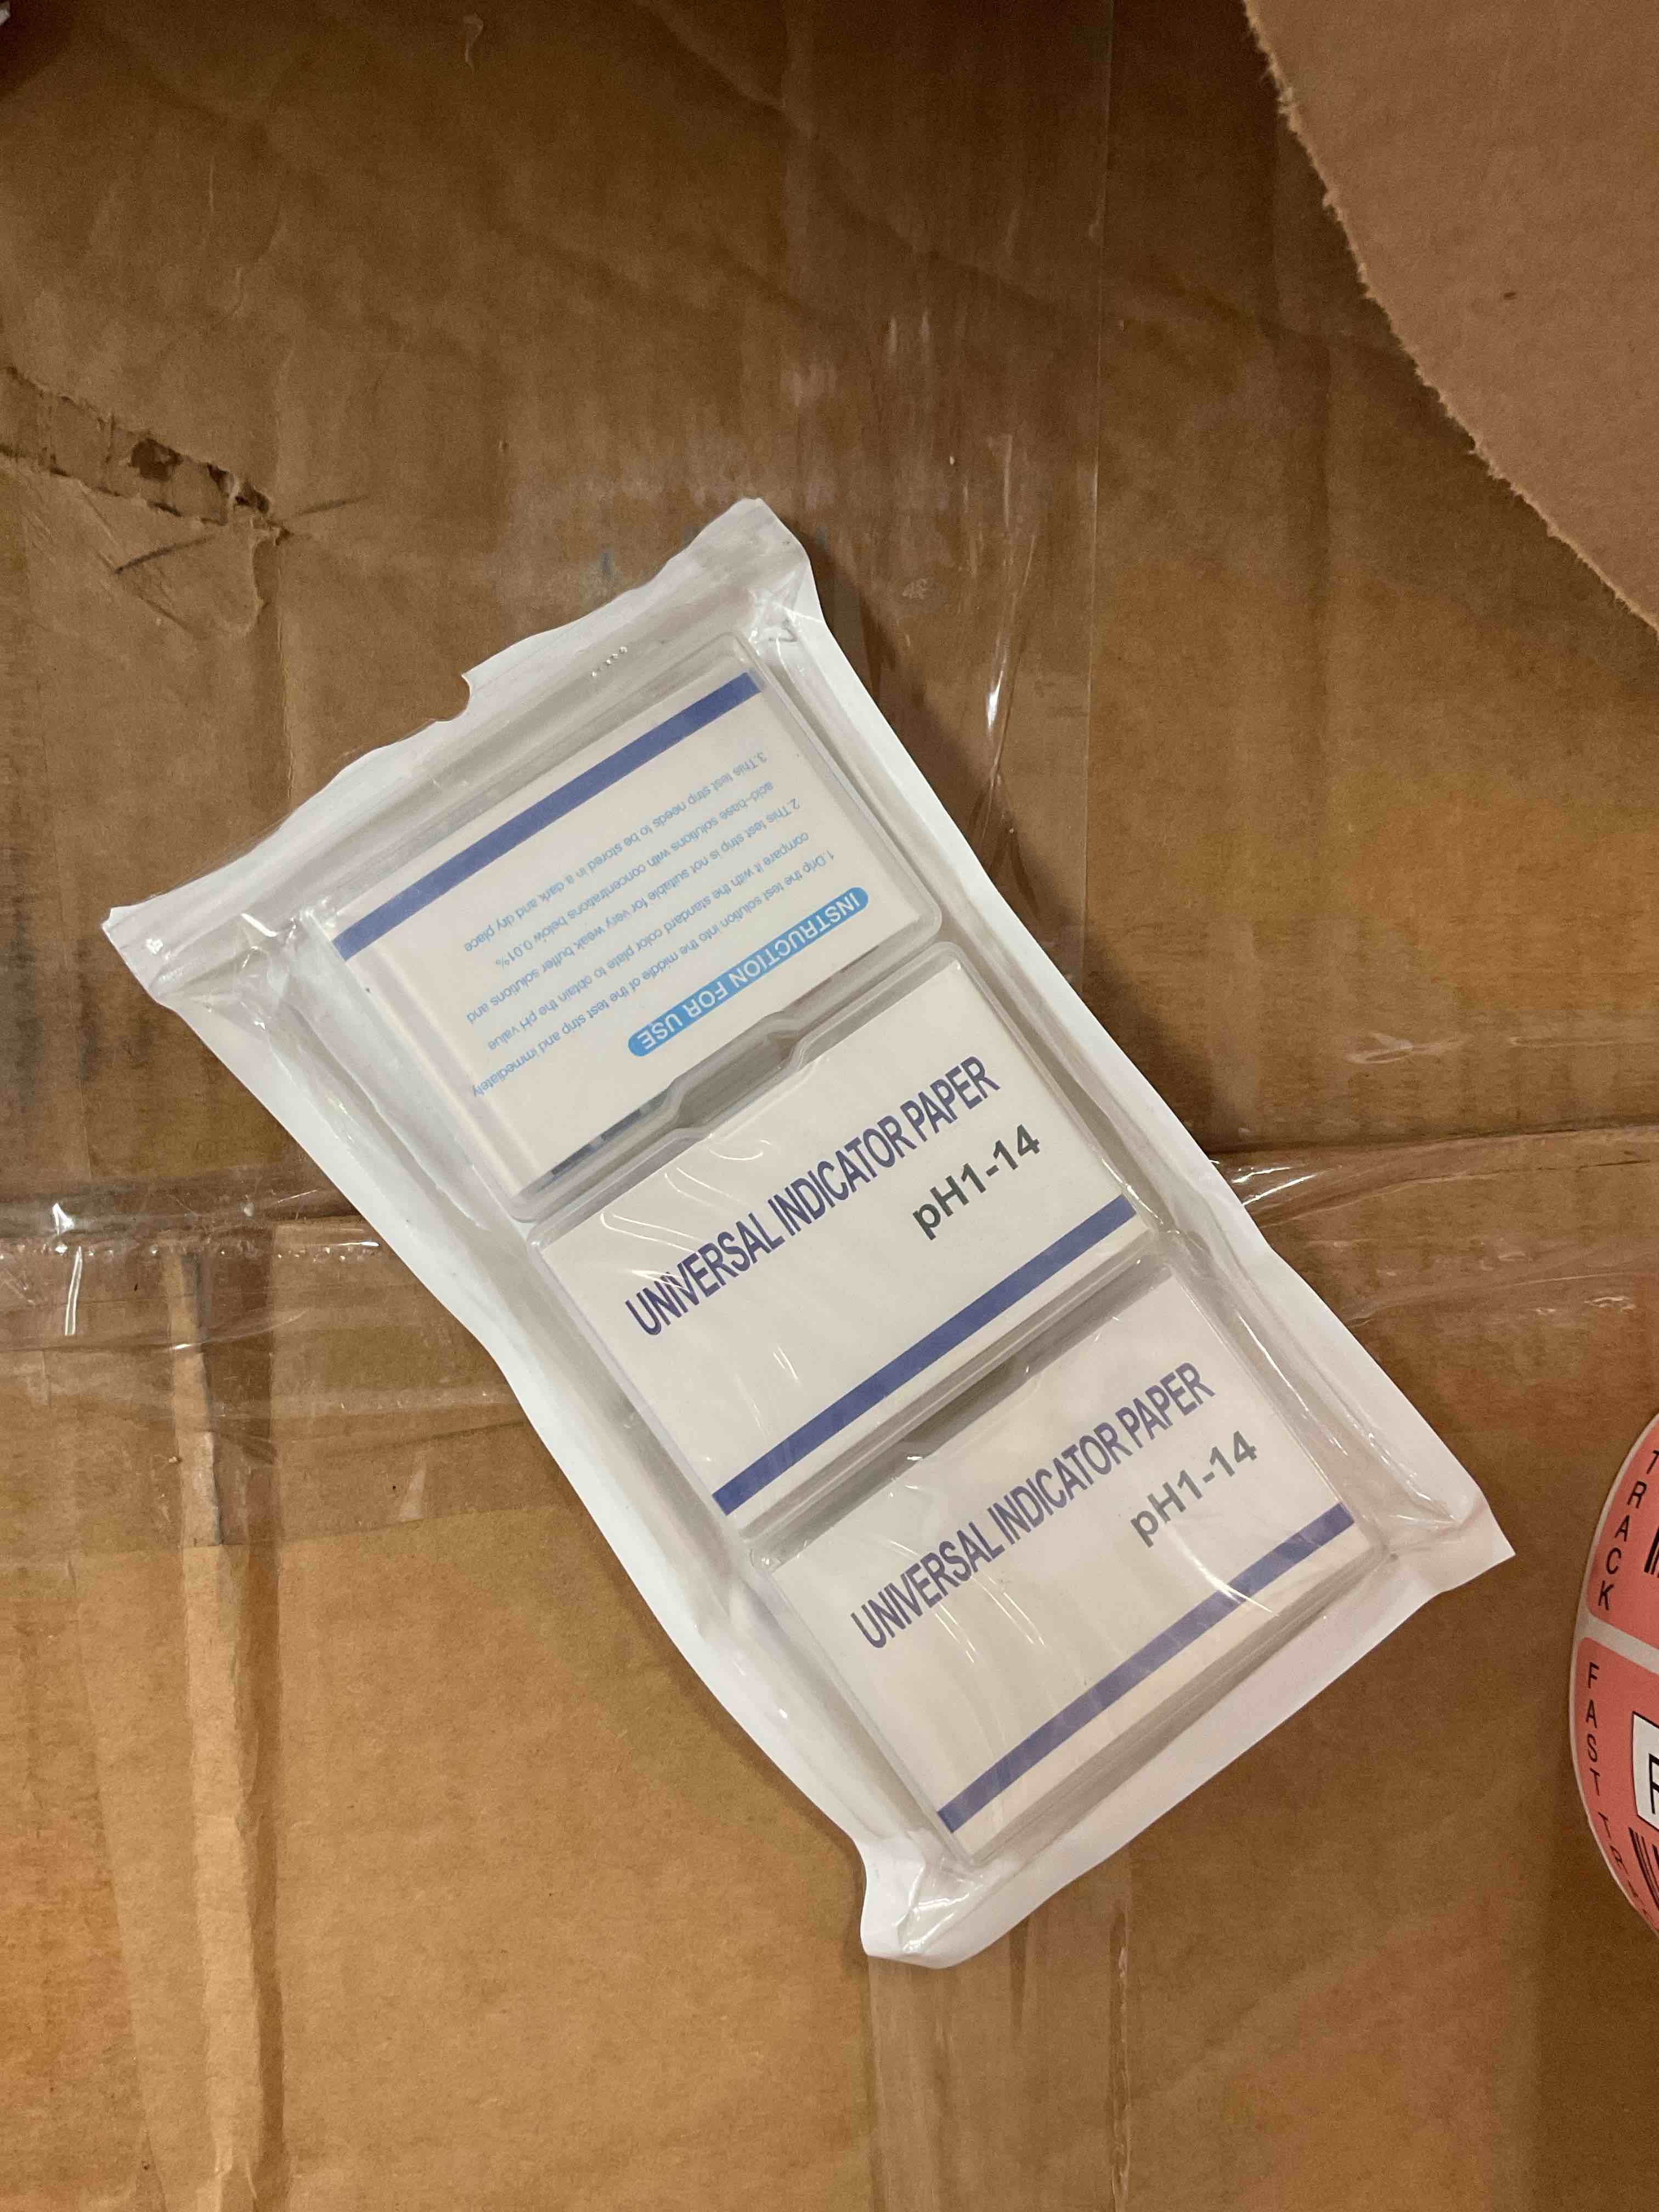 INSTRUCTION FOR USE
1.Drip the test solution into the middle of the test strip and immediately
compare it with the standard color plate to obtain the pH value
2.This test strip is not suitable for very weak buffer solutions and
acid-base solutions with concentrations below 0.01%
3.This test strip needs to be stored in a dark and dry place
UNIVERSAL INDICATOR PAPER
pH1-14
UNIVERSAL INDICATOR PAPER
pH1-14
TRACK
FAST